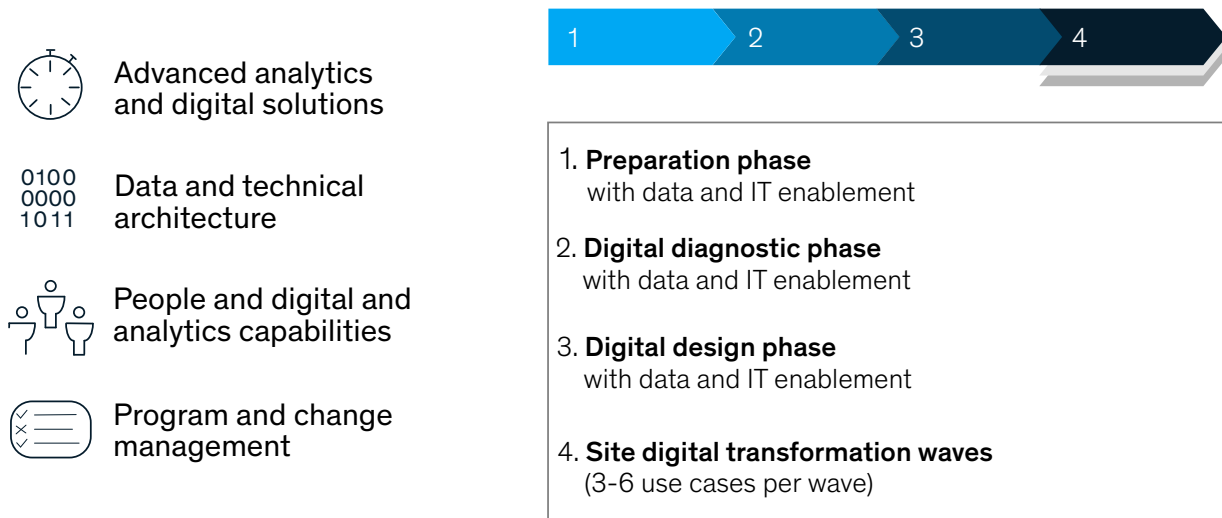 Advanced analytics
and digital solutions
0100
0000
1011
Data and technical
architecture
People and digital and
analytics capabilities
Program and change
management
1 2 3 4
1. Preparation phase
with data and IT enablement
2. Digital diagnostic phase
with data and IT enablement
3. Digital design phase
with data and IT enablement
4. Site digital transformation waves
(3-6 use cases per wave)